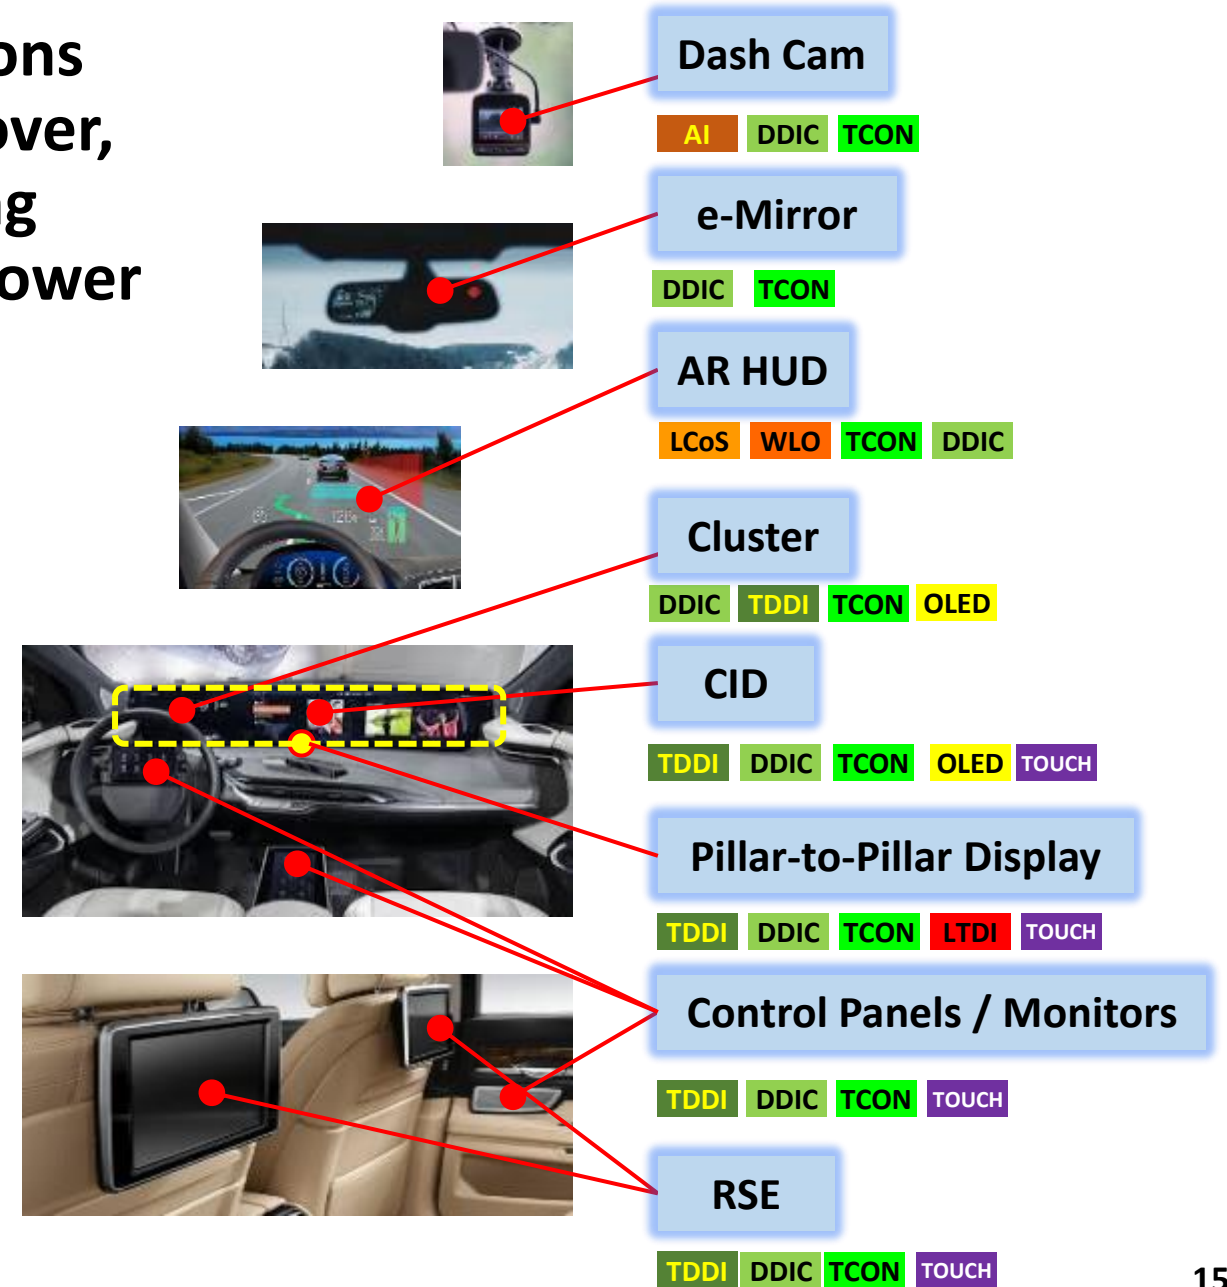 ons
over,
ng
ower
Dash Cam
AI DDIC TCON
e-Mirror
DDIC TCON
AR HUD
LCoS WLO TCON DDIC
Cluster
DDIC TDDI TCON OLED
CID
TDDI DDIC TCON OLED TOUCH
Pillar-to-Pillar Display
TDDI DDIC TCON LTDI TOUCH
Control Panels / Monitors
TDDI DDIC TCON TOUCH
RSE
TDDI DDIC TCON TOUCH
15